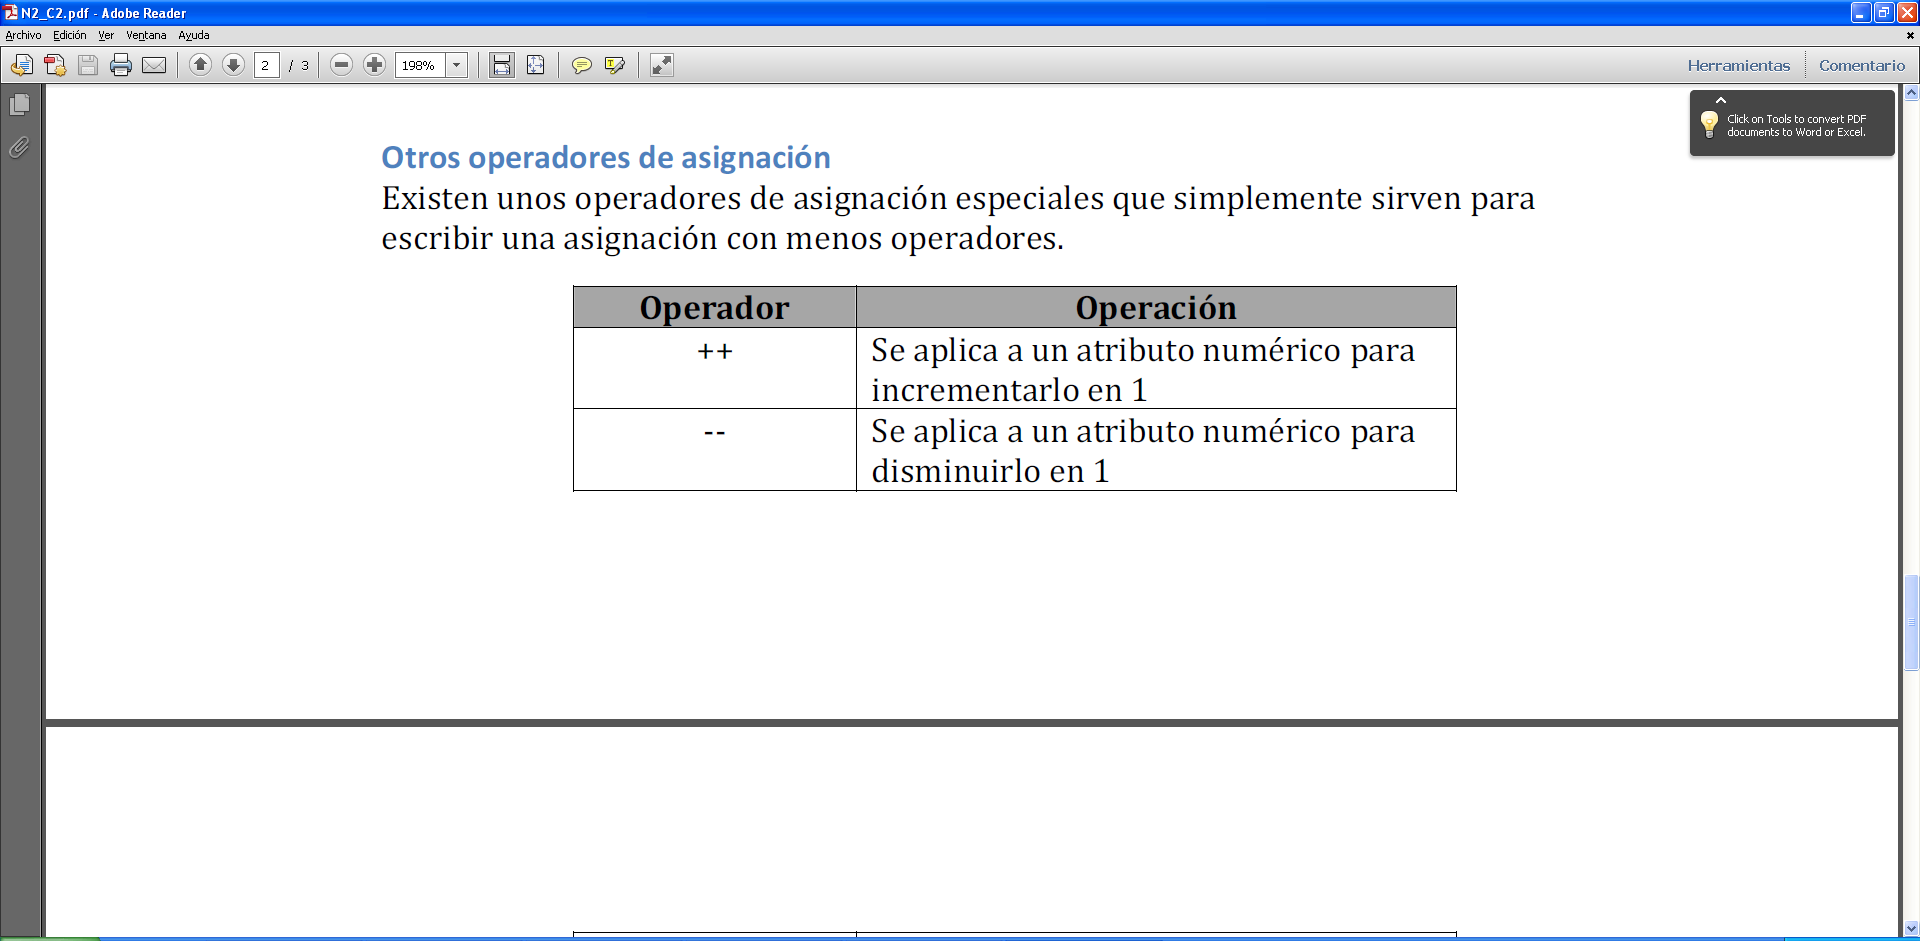 N2_C2.pdf - Adobe Reader
Archivo Edición Ver Ventana Ayuda
2 / 3 198% Herramientas Comentario
Click on Tools to convert PDF
documents to Word or Excel.
Otros operadores de asignación
Existen unos operadores de asignación especiales que simplemente sirven para
escribir una asignación con menos operadores.
Operador Operación
++ Se aplica a un atributo numérico para
incrementarlo en 1
-- Se aplica a un atributo numérico para
disminuirlo en 1